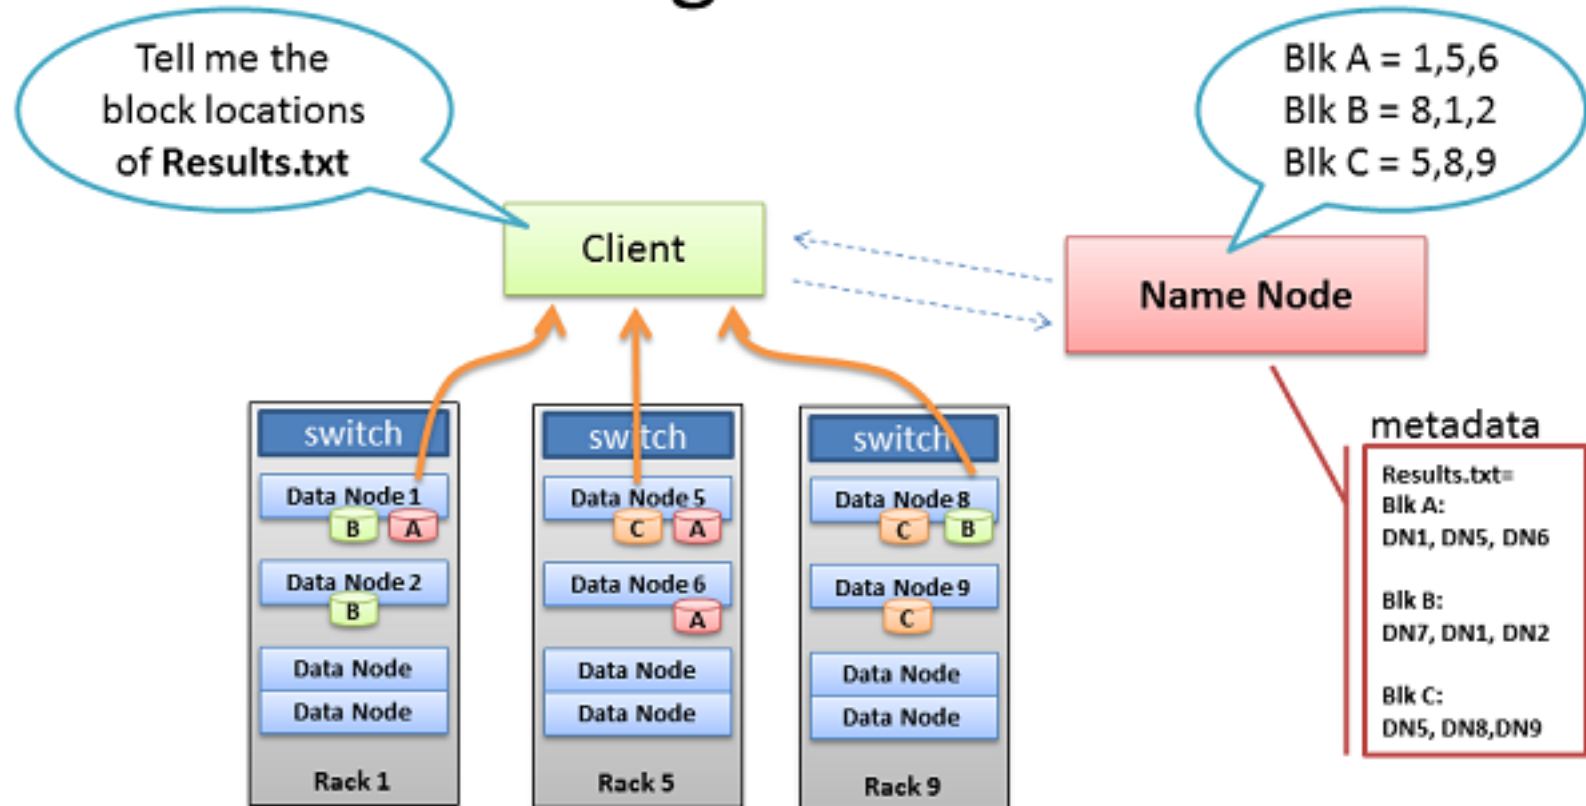 Tell me the
block locations
of Results.txt
Blk A = 1,5,6
Blk B = 8,1,2
Blk C = 5,8,9
Client
Name Node
switch
Data Node 1
B A
Data Node 2
B
Data Node
Data Node
Rack 1
switch
Data Node 5
C A
Data Node 6
A
Data Node
Data Node
Rack 5
switch
Data Node 8
C B
Data Node 9
C
Data Node
Data Node
Rack 9
metadata
Results.txt=
Blk A:
DN1, DN5, DN6
Blk B:
DN7, DN1, DN2
Blk C:
DN5, DN8,DN9